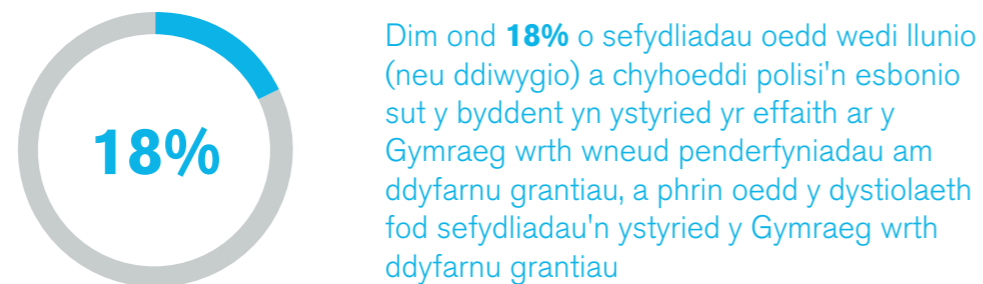 18%
Dim ond 18% o sefydliadau oedd wedi llunio
(neu ddiwygio) a chyhoeddi polisi'n esbonio
sut y byddent yn ystyried yr effaith ar y
Gymraeg wrth wneud penderfyniadau am
ddyfarnu grantiau, a phrin oedd y dystiolaeth
fod sefydliadau'n ystyried y Gymraeg wrth
ddyfarnu grantiau